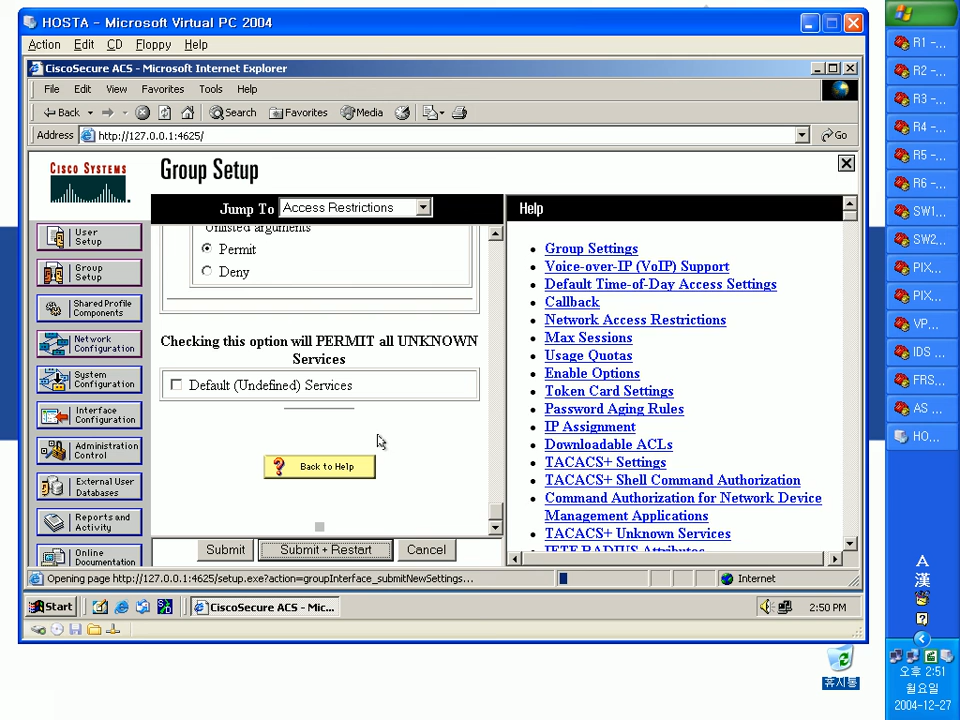 HOSTA - Microsoft Virtual PC 2004
Action Edit CD Floppy Help
CiscoSecure ACS - Microsoft Internet Explorer
File Edit View Favorites Tools Help
Back Search Favorites Media
Address http://127.0.0.1:4625/ Go
CISCO SYSTEMS
Group Setup
Jump To Access Restrictions
User Setup
Group Setup
Shared Profile Components
Network Configuration
System Configuration
Interface Configuration
Administration Control
External User Databases
Reports and Activity
Online Documentation
Unlisted arguments
Permit
Deny
Checking this option will PERMIT all UNKNOWN
Services
Default (Undefined) Services
? Back to Help
Submit Submit + Restart Cancel
Help
Group Settings
Voice-over-IP (VoIP) Support
Default Time-of-Day Access Settings
Callback
Network Access Restrictions
Max Sessions
Usage Quotas
Enable Options
Token Card Settings
Password Aging Rules
IP Assignment
Downloadable ACLs
TACACS+ Settings
TACACS+ Shell Command Authorization
Command Authorization for Network Device
Management Applications
TACACS+ Unknown Services
IETF RADIUS Attributes
Opening page http://127.0.0.1:4625/setup.exe?action=groupInterface_submitNewSettings... Internet
Start CiscoSecure ACS - Mic... 2:50 PM
R1 -...
R2 -...
R3 -...
R4 -...
R5 -...
R6 -...
SW1...
SW2...
PIX...
PIX...
VP...
IDS ...
FRS...
AS ...
HO...
A
漢
?
휴지통
오후 2:51
월요일
2004-12-27